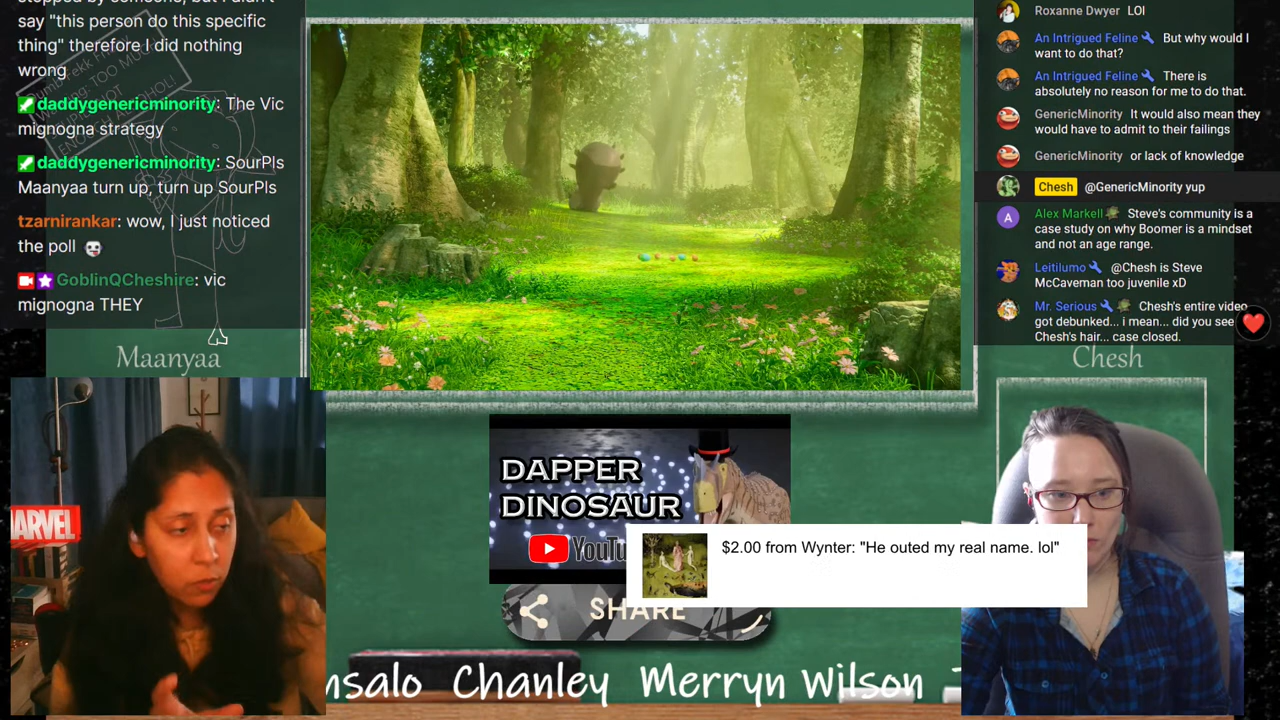 stopped by someone, but I didn't
say "this person do this specific
thing" therefore I did nothing
wrong
daddygenericminority: The Vic
mignogna strategy
daddygenericminority: SourPls
Maanyaa turn up, turn up SourPls
tzarnirankar: wow, I just noticed
the poll
GoblinQCheshire: vic
mignogna THEY
TOO MUCH
NOT
ENOUGH ALCOHOL!
Maanyaa
MARVEL
DAPPER
DINOSAUR
YouTu
$2.00 from Wynter: "He outed my real name. lol"
SHARE
nsalo Chanley Merryn Wilson
Roxanne Dwyer LOl
An Intrigued Feline But why would I
want to do that?
An Intrigued Feline There is
absolutely no reason for me to do that.
GenericMinority It would also mean they
would have to admit to their failings
GenericMinority or lack of knowledge
Chesh @GenericMinority yup
A Alex Markell Steve's community is a
case study on why Boomer is a mindset
and not an age range.
Leitilumo @Chesh is Steve
McCaveman too juvenile xD
Mr. Serious Chesh's entire video
got debunked... i mean... did you see
Chesh's hair... case closed.
Chesh